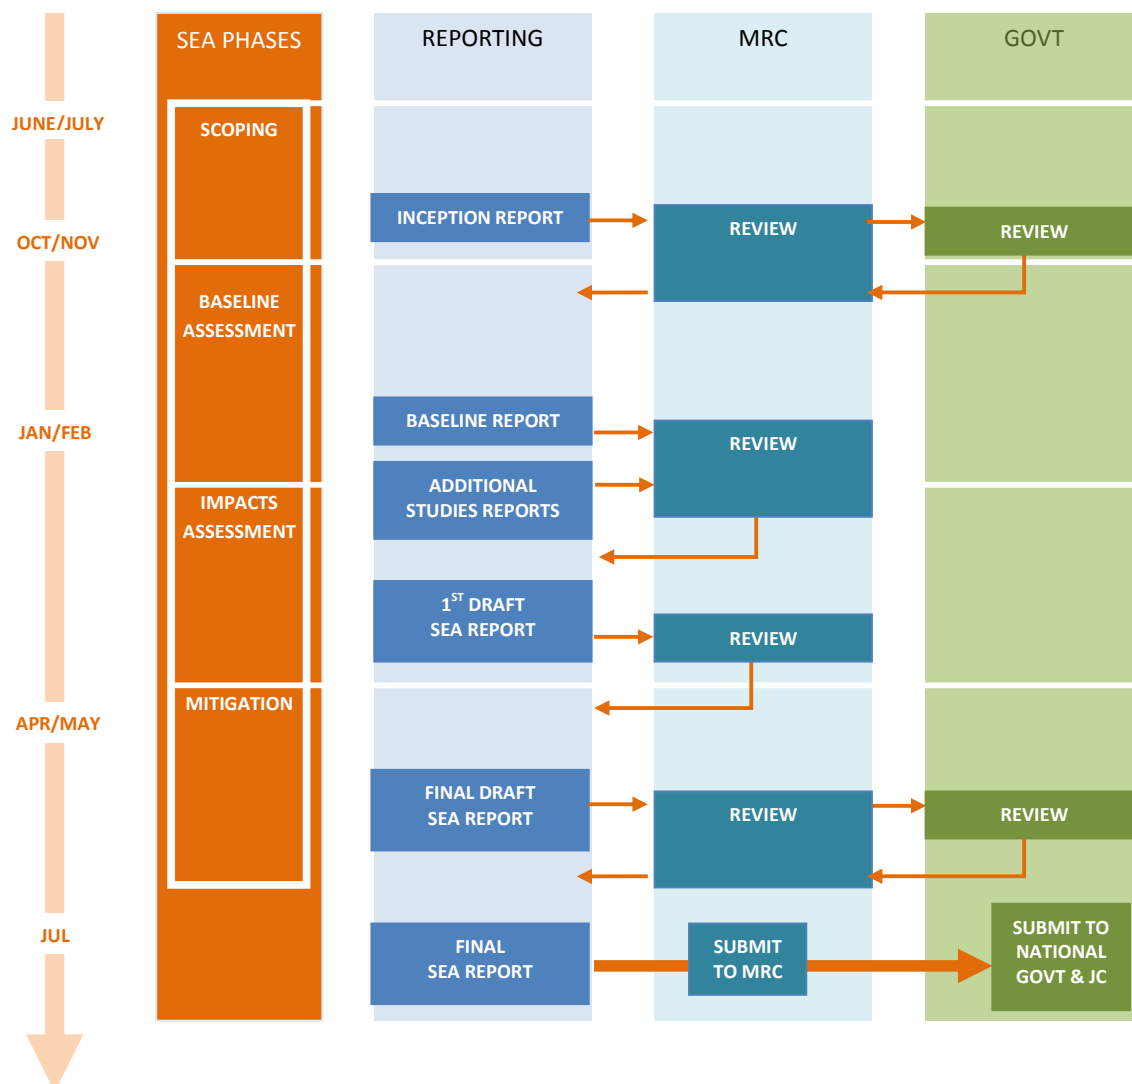 SEA PHASES
REPORTING
MRC
GOVT
JUNE/JULY
SCOPING
INCEPTION REPORT
REVIEW
REVIEW
OCT/NOV
BASELINE
ASSESSMENT
JAN/FEB
BASELINE REPORT
REVIEW
ADDITIONAL
STUDIES REPORTS
IMPACTS
ASSESSMENT
1ST DRAFT
SEA REPORT
REVIEW
MITIGATION
APR/MAY
FINAL DRAFT
SEA REPORT
REVIEW
REVIEW
JUL
FINAL
SEA REPORT
SUBMIT
TO MRC
SUBMIT TO
NATIONAL
GOVT & JC